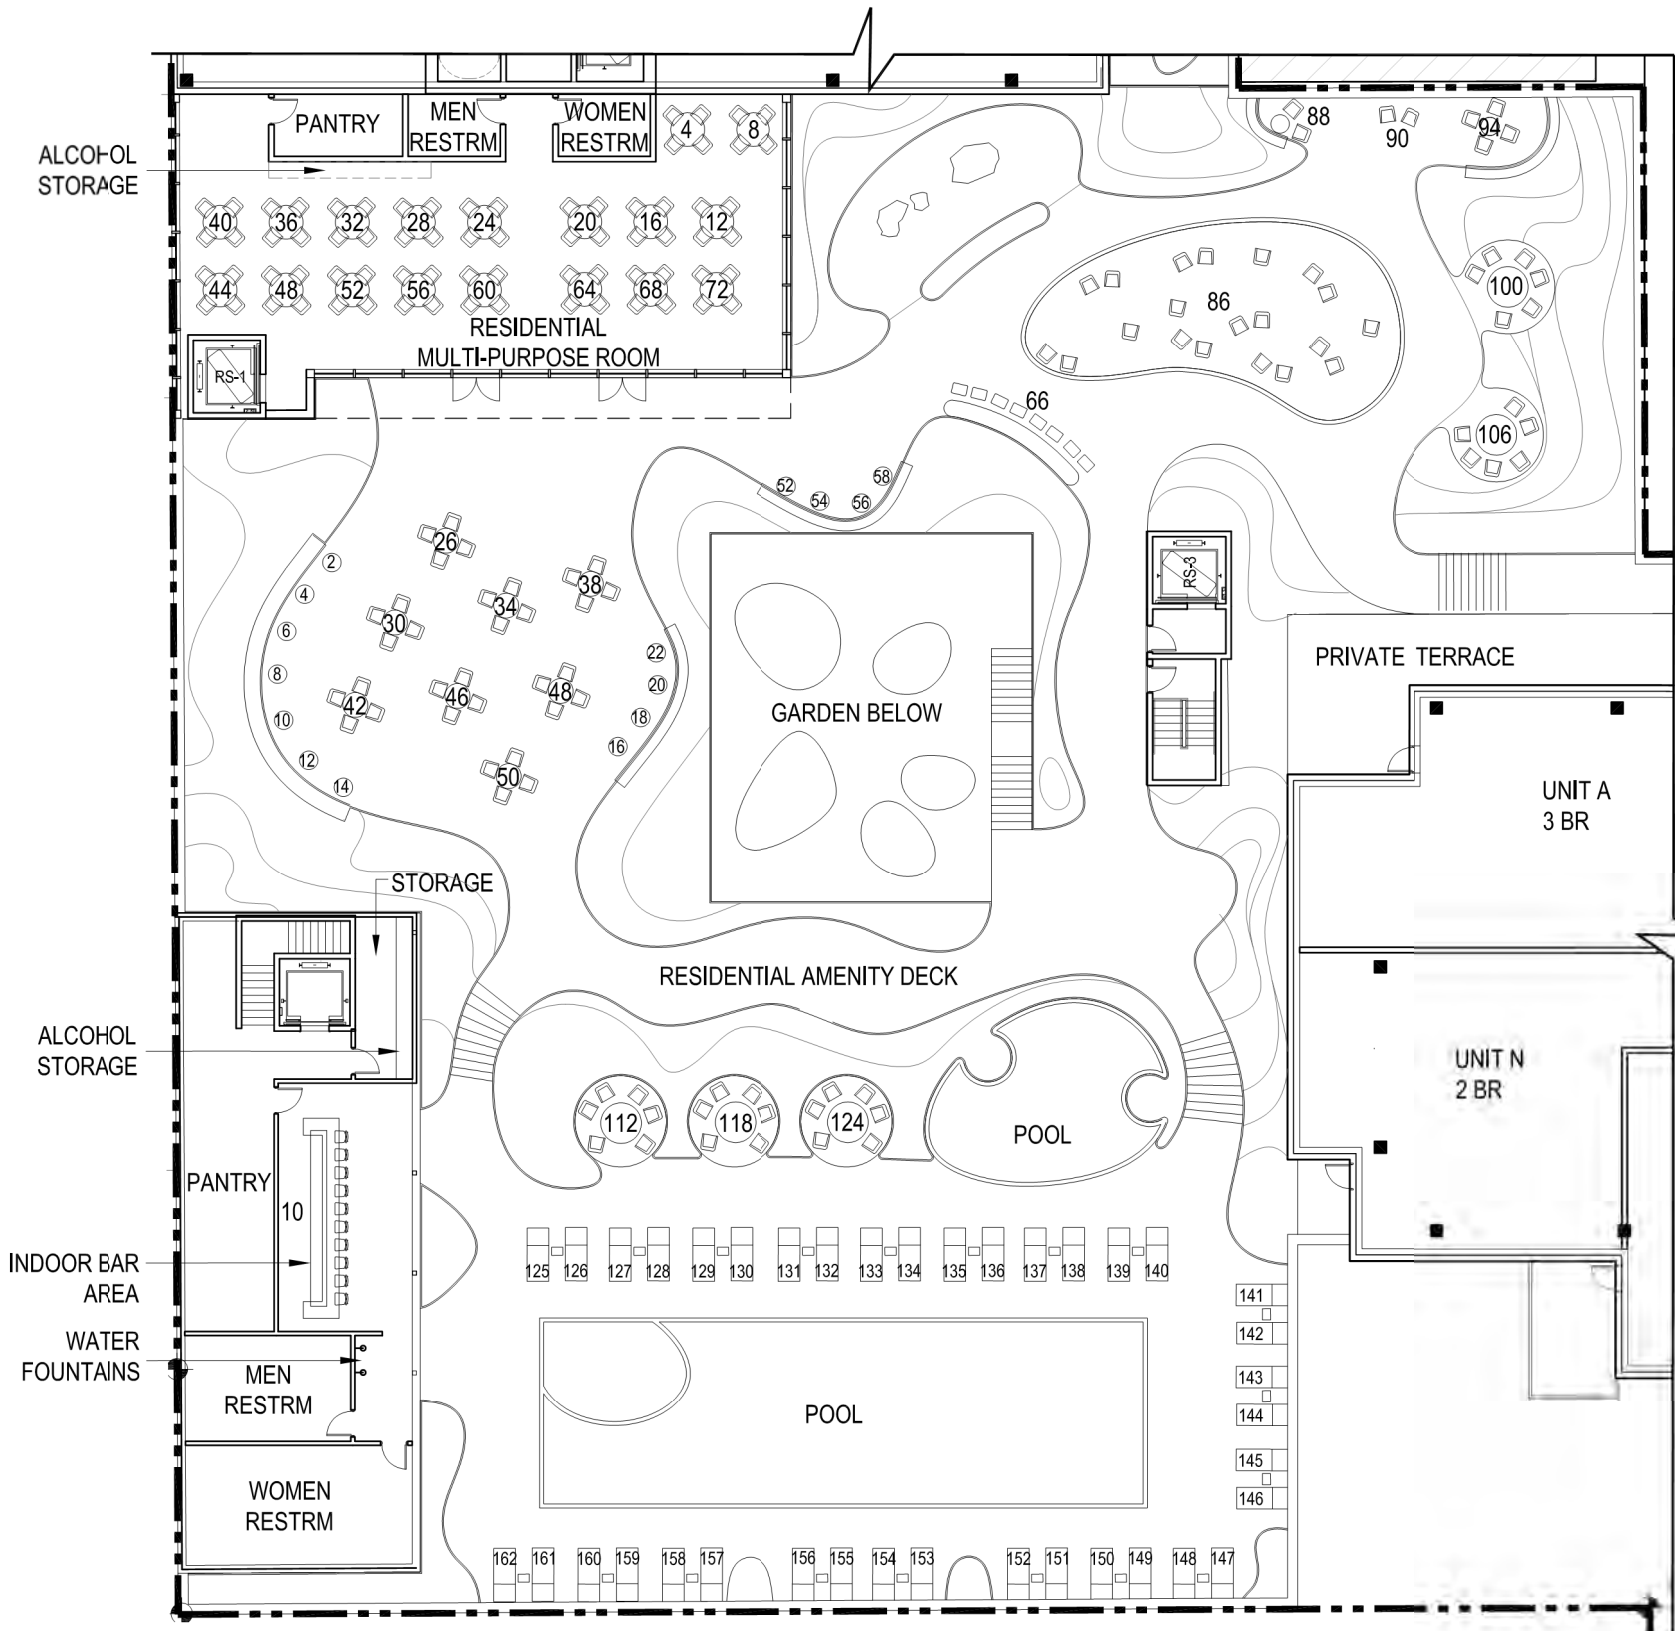 PANTRY
MEN
RESTRM
WOMEN
RESTRM
4
8
88
90
94
ALCOHOL
STORAGE
40
36
32
28
24
20
16
12
44
48
52
56
60
64
68
72
RESIDENTIAL
MULTI-PURPOSE ROOM
RS-1
86
100
66
106
52
54
56
58
26
2
4
38
34
30
6
22
8
20
46
48
42
10
18
16
12
14
50
GARDEN BELOW
RS-3
PRIVATE TERRACE
UNIT A
3 BR
STORAGE
RESIDENTIAL AMENITY DECK
ALCOHOL
STORAGE
UNIT N
2 BR
112
118
124
POOL
PANTRY
10
INDOOR BAR
AREA
125
126
127
128
129
130
131
132
133
134
135
136
137
138
139
140
141
142
WATER
FOUNTAINS
MEN
RESTRM
143
144
POOL
145
146
WOMEN
RESTRM
162
161
160
159
158
157
156
155
154
153
152
151
150
149
148
147